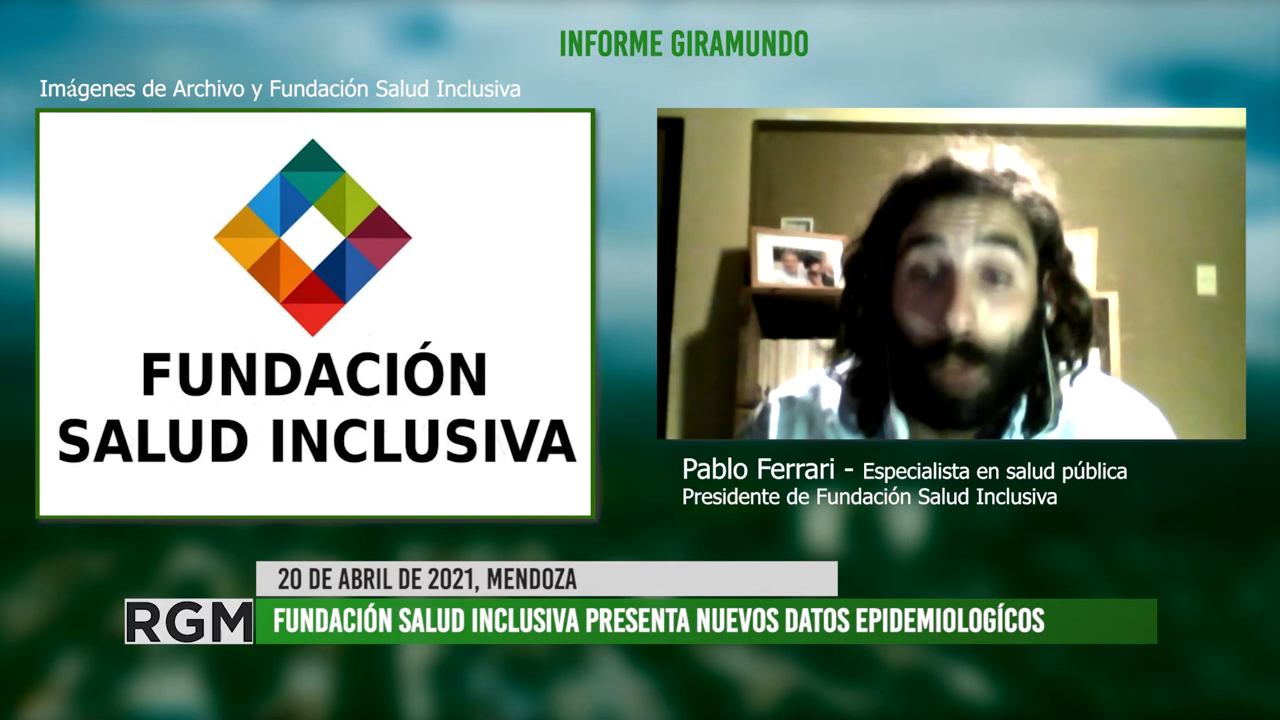 INFORME GIRAMUNDO
Imágenes de Archivo y Fundación Salud Inclusiva
FUNDACIÓN
SALUD INCLUSIVA
Pablo Ferrari - Especialista en salud pública
Presidente de Fundación Salud Inclusiva
20 DE ABRIL DE 2021, MENDOZA
RGM
FUNDACIÓN SALUD INCLUSIVA PRESENTA NUEVOS DATOS EPIDEMIOLOGÍCOS